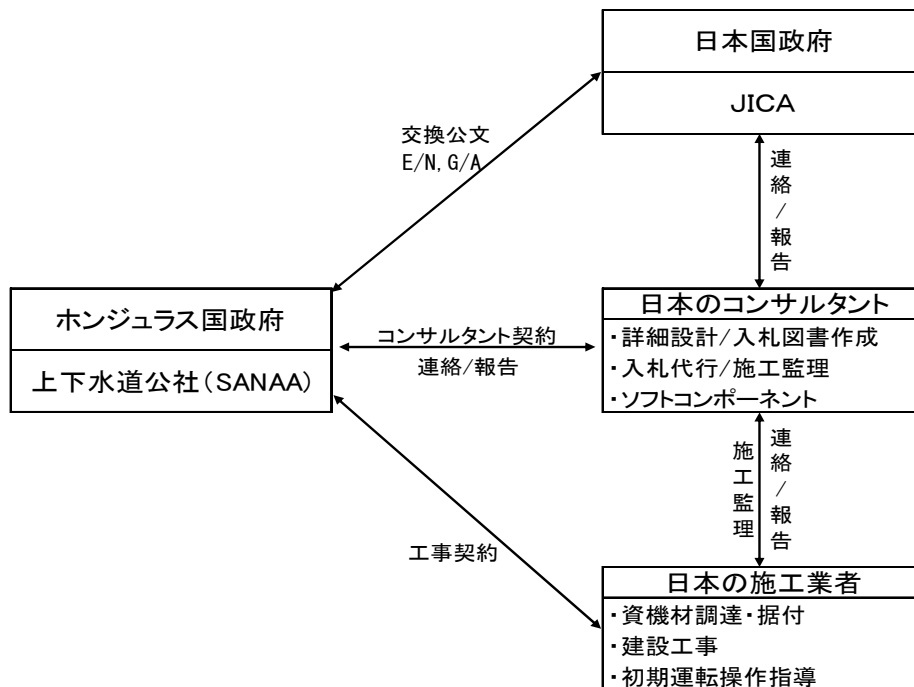 日本国政府
JICA
交換公文
E/N, G/A
連絡/報告
ホンジュラス国政府
上下水道公社(SANAA)
コンサルタント契約
連絡/報告
日本のコンサルタント
・詳細設計/入札図書作成
・入札代行/施工監理
・ソフトコンポーネント
施工監理
連絡/報告
工事契約
日本の施工業者
・資機材調達・据付
・建設工事
・初期運転操作指導